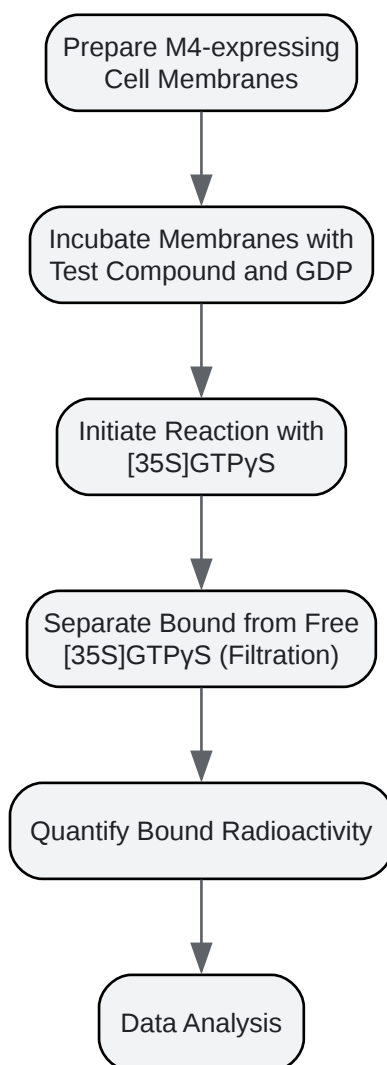 Prepare M4-expressing
Cell Membranes
Incubate Membranes with
Test Compound and GDP
Initiate Reaction with
[35S]GTPγS
Separate Bound from Free
[35S]GTPγS (Filtration)
Quantify Bound Radioactivity
Data Analysis